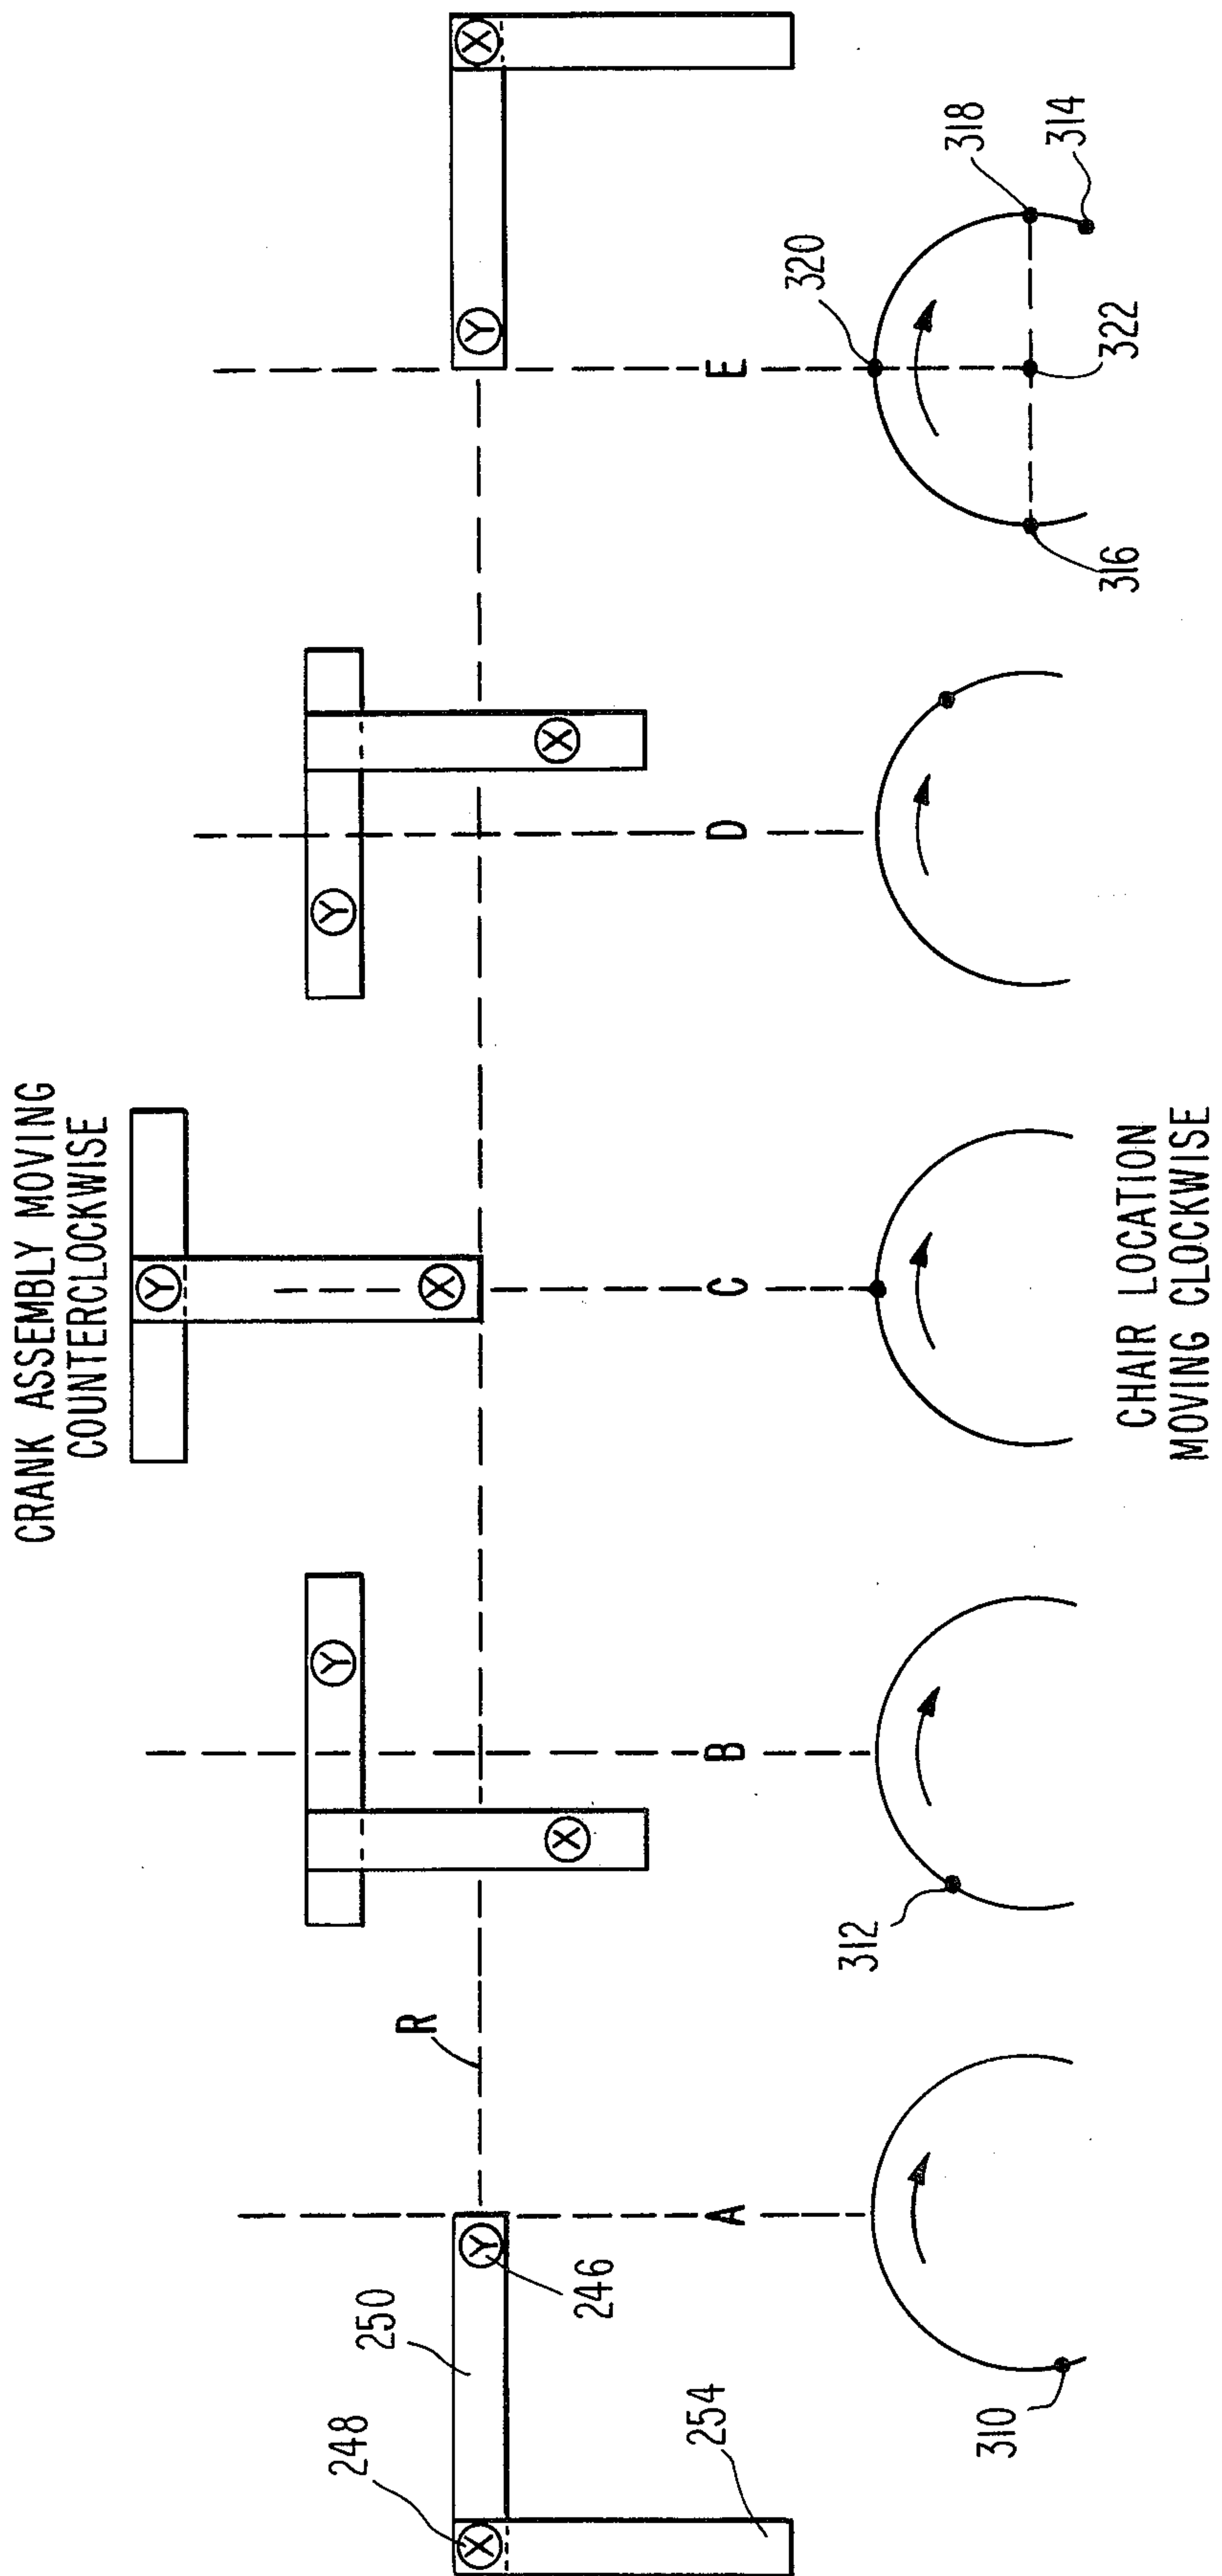 CRANK ASSEMBLY MOVING
COUNTERCLOCKWISE
X
Y
Y
X
Y
X
Y
X
Y
X
248
250
246
254
R
A
B
C
D
E
310
312
320
318
314
316
322
CHAIR LOCATION
MOVING CLOCKWISE